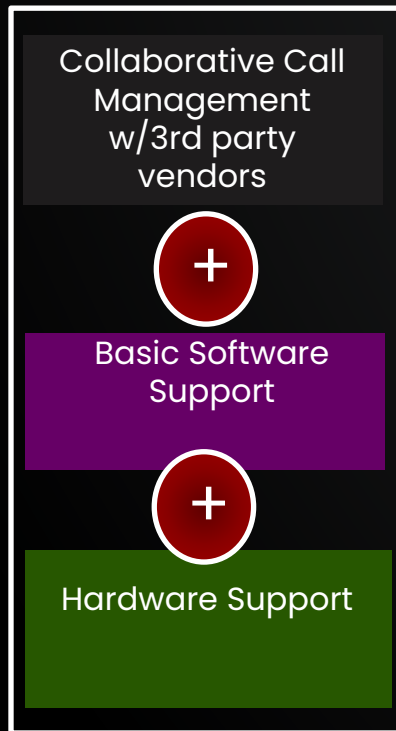 Collaborative Call
Management
w/3rd party
vendors
+
Basic Software
Support
+
Hardware Support